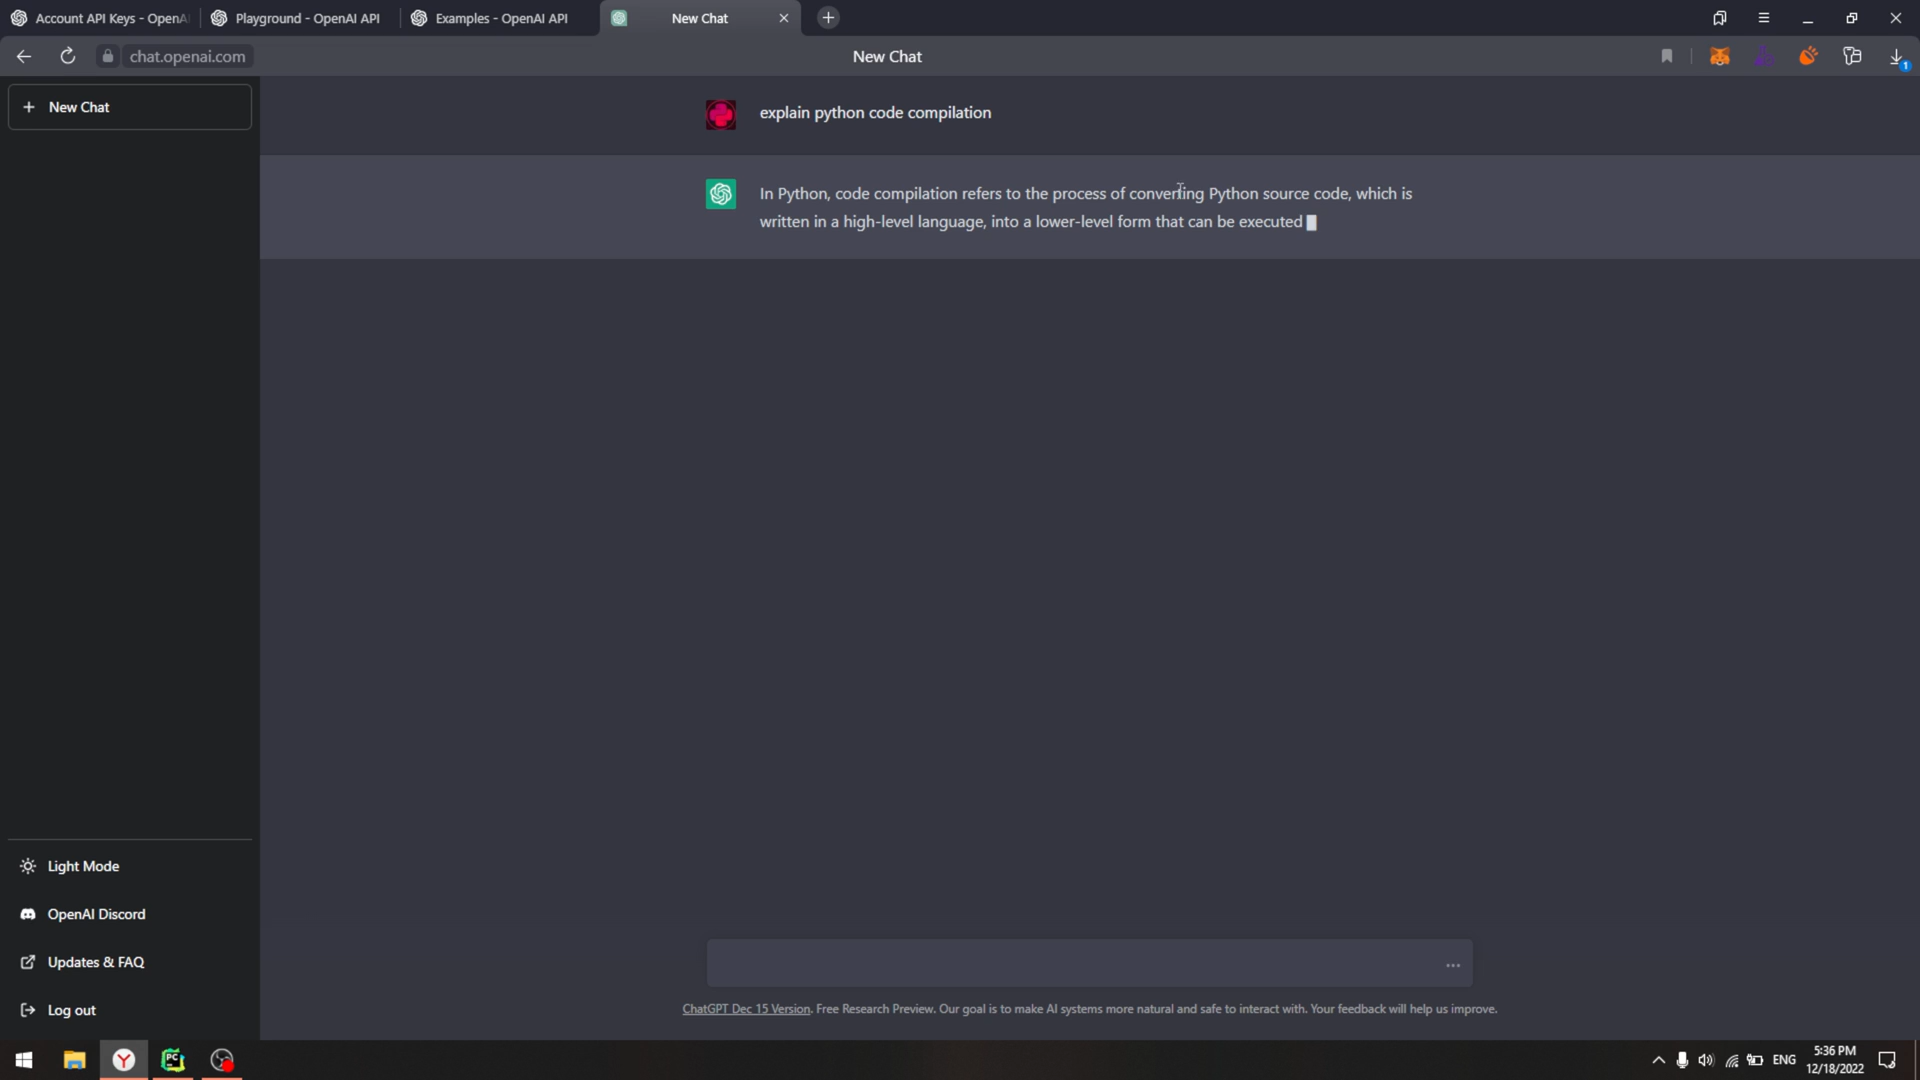 Account API Keys - OpenA
Playground - OpenAI API
Examples - OpenAI API
New Chat
chat.openai.com
New Chat
1
New Chat
explain python code compilation
In Python, code compilation refers to the process of converting Python source code, which is
written in a high-level language, into a lower-level form that can be executed
Light Mode
OpenAI Discord
Updates & FAQ
Log out
ChatGPT Dec 15 Version. Free Research Preview. Our goal is to make AI systems more natural and safe to interact with. Your feedback will help us improve.
Y
PC
ENG
5:36 PM
12/18/2022